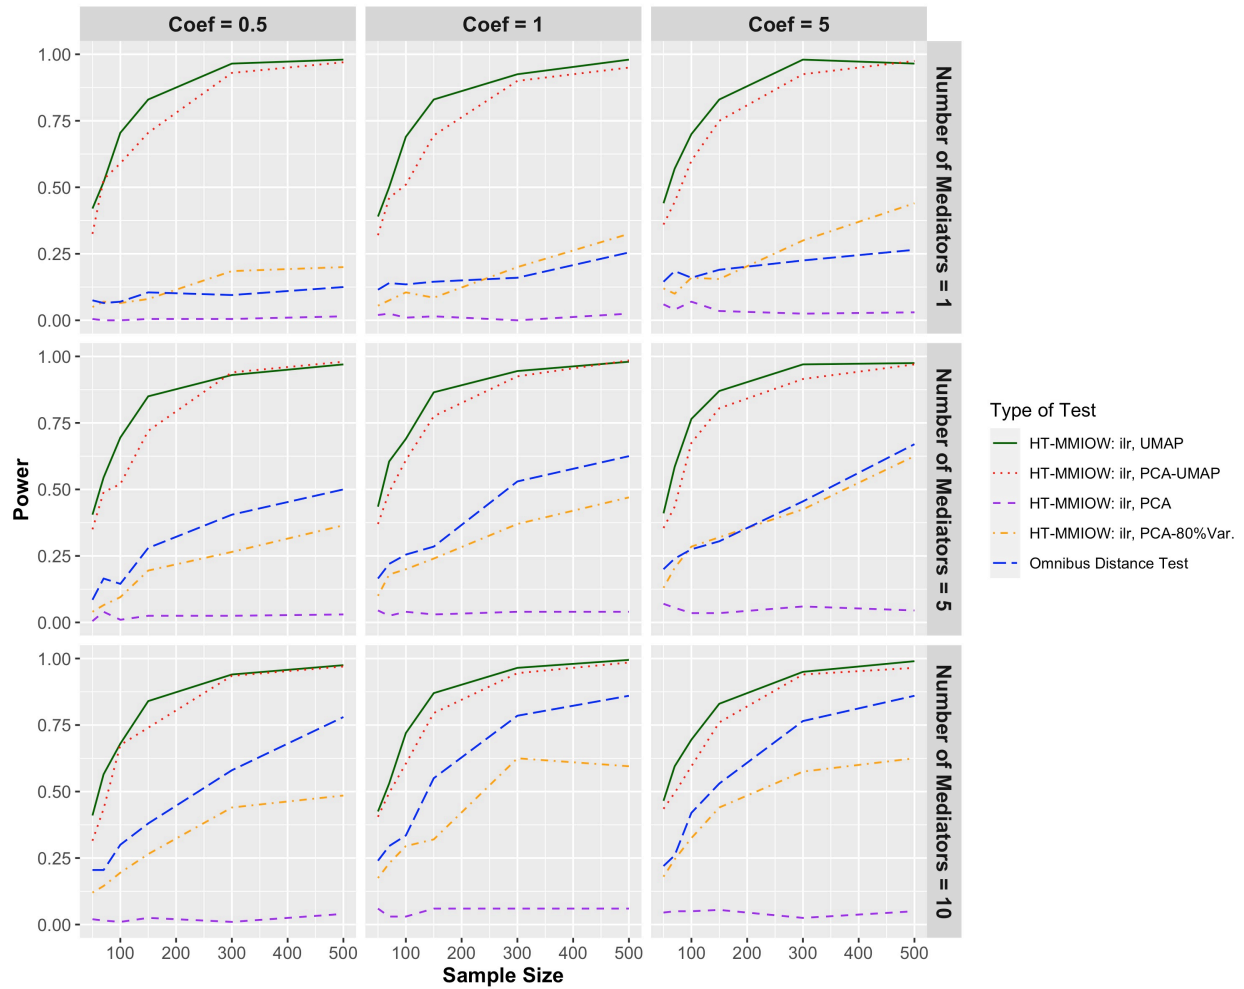 Coef = 0.5
Coef = 1
Coef = 5
1.00
0.75
0.50
0.25
0.00
Number of Mediators = 1
1.00
0.75
0.50
0.25
0.00
Number of Mediators = 5
1.00
0.75
0.50
0.25
0.00
Number of Mediators = 10
Power
100 200 300 400 500
100 200 300 400 500
100 200 300 400 500
Sample Size
Type of Test
HT-MMIOW: ilr, UMAP
HT-MMIOW: ilr, PCA-UMAP
HT-MMIOW: ilr, PCA
HT-MMIOW: ilr, PCA-80%Var.
Omnibus Distance Test